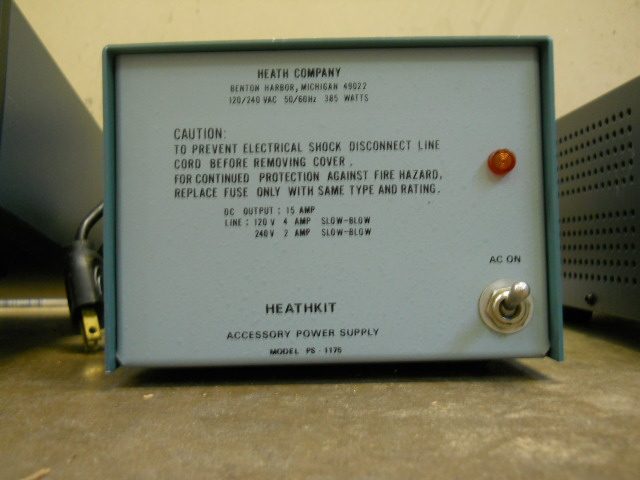 HEATH COMPANY
BENTON HARBOR, MICHIGAN 49022
120/240 VAC 50/60Hz 385 WATTS
CAUTION:
TO PREVENT ELECTRICAL SHOCK DISCONNECT LINE
CORD BEFORE REMOVING COVER.
FOR CONTINUED PROTECTION AGAINST FIRE HAZARD,
REPLACE FUSE ONLY WITH SAME TYPE AND RATING.
DC OUTPUT: 15 AMP
LINE: 120V 4 AMP SLOW-BLOW
240V 2 AMP SLOW-BLOW
AC ON
HEATHKIT
ACCESSORY POWER SUPPLY
MODEL PS-1175